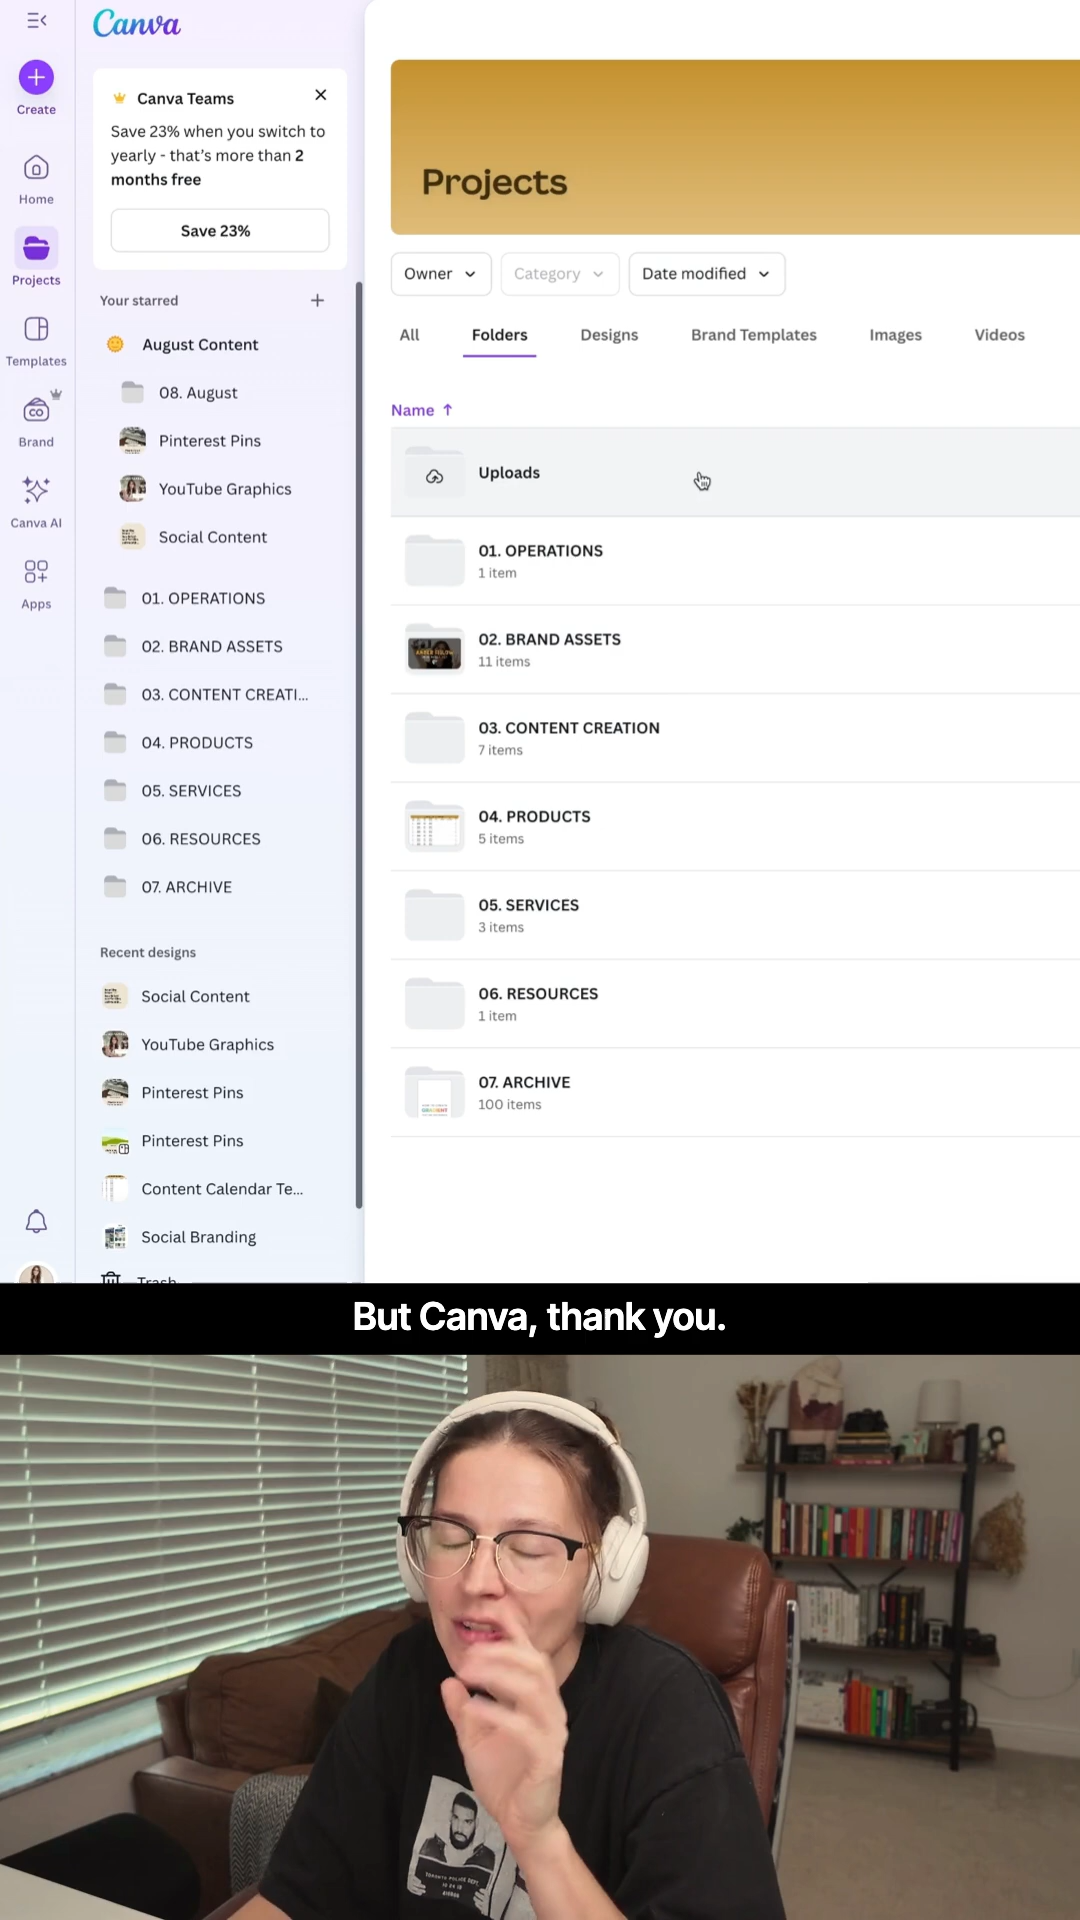 Canva
Create
Home
Projects
Templates
Brand
Canva AI
Apps
Canva Teams
Save 23% when you switch to
yearly - that's more than 2
months free
Save 23%
Your starred
August Content
08. August
Pinterest Pins
YouTube Graphics
Social Content
01. OPERATIONS
02. BRAND ASSETS
03. CONTENT CREATI...
04. PRODUCTS
05. SERVICES
06. RESOURCES
07. ARCHIVE
Recent designs
Social Content
YouTube Graphics
Pinterest Pins
Pinterest Pins
Content Calendar Te...
Social Branding
Trash
Projects
Owner
Category
Date modified
All
Folders
Designs
Brand Templates
Images
Videos
Name ↑
Uploads
01. OPERATIONS
1 item
02. BRAND ASSETS
11 items
03. CONTENT CREATION
7 items
04. PRODUCTS
5 items
05. SERVICES
3 items
06. RESOURCES
1 item
07. ARCHIVE
100 items
But Canva, thank you.
TORONTO POLICE DEPT.